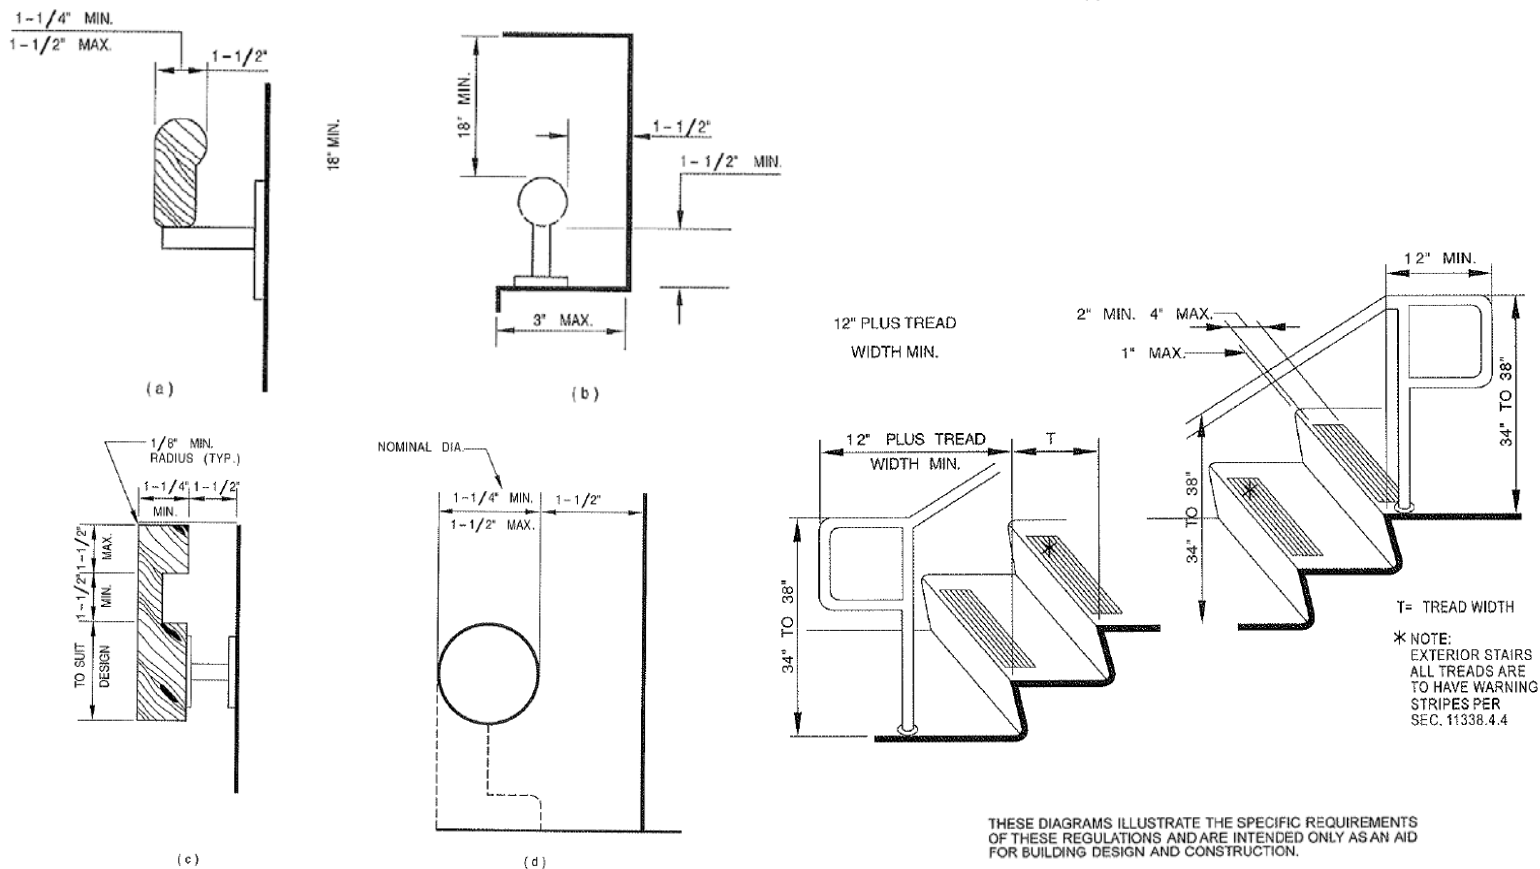 1-1/4" MIN.
1-1/2" MAX.
1-1/2"
18" MIN.
(a)
18" MIN.
1-1/2"
1-1/2" MIN.
3" MAX.
(b)
1/8" MIN.
RADIUS (TYP.)
1-1/4" 1-1/2"
MIN.
1-1/2"
MAX.
1-1/2"
MIN.
TO SUIT
DESIGN
(c)
NOMINAL DIA.
1-1/4" MIN.
1-1/2" MAX.
1-1/2"
(d)
12" PLUS TREAD
WIDTH MIN.
12" PLUS TREAD
WIDTH MIN.
T
34" TO 38"
2" MIN. 4" MAX.
1" MAX.
12" MIN.
34" TO 38"
34" TO 38"
T= TREAD WIDTH
* NOTE:
EXTERIOR STAIRS
ALL TREADS ARE
TO HAVE WARNING
STRIPES PER
SEC. 11338.4.4
THESE DIAGRAMS ILLUSTRATE THE SPECIFIC REQUIREMENTS
OF THESE REGULATIONS AND ARE INTENDED ONLY AS AN AID
FOR BUILDING DESIGN AND CONSTRUCTION.